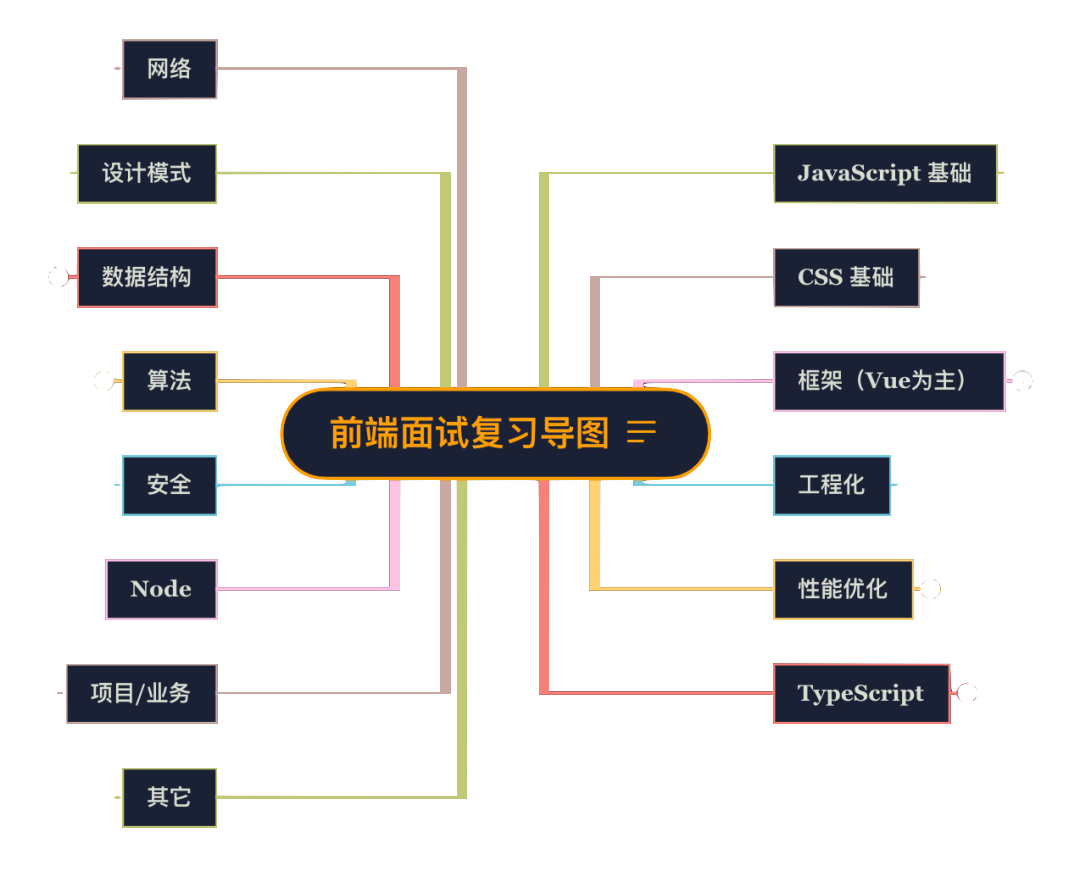 网络
设计模式
数据结构
算法
安全
Node
项目/业务
其它
前端面试复习导图
JavaScript 基础
CSS 基础
框架（Vue为主）
工程化
性能优化
TypeScript